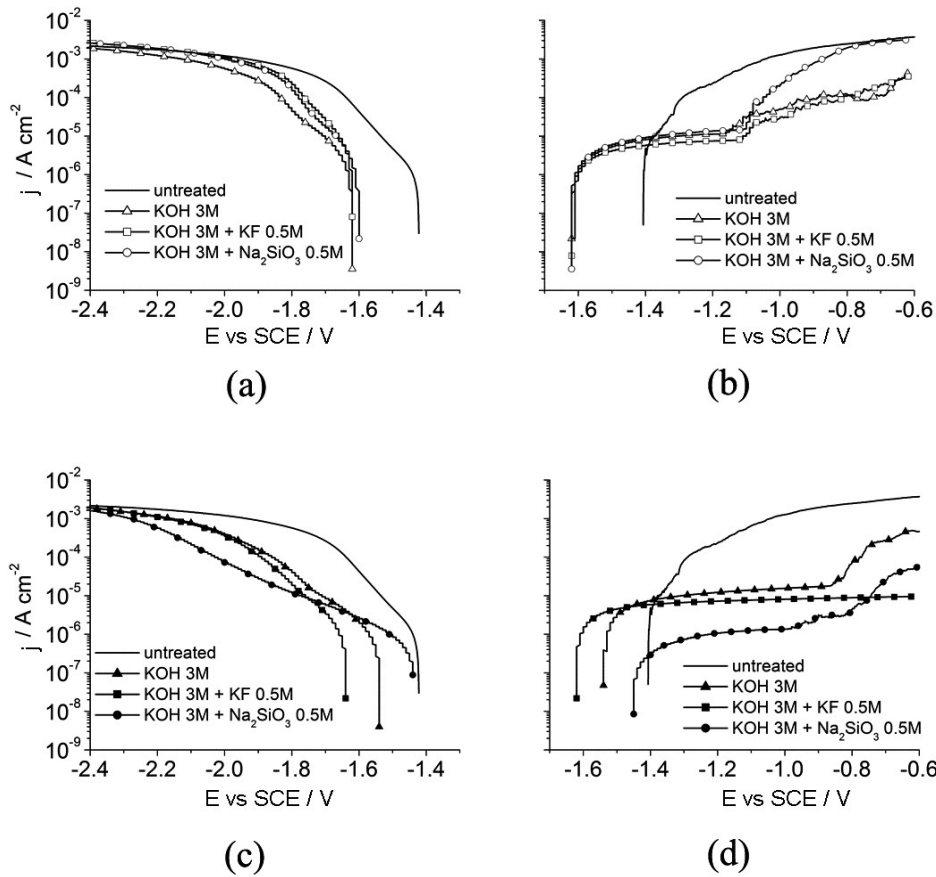 (a)
j / A cm⁻²
10⁻²
10⁻³
10⁻⁴
10⁻⁵
10⁻⁶
10⁻⁷
10⁻⁸
10⁻⁹
untreated
KOH 3M
KOH 3M + KF 0.5M
KOH 3M + Na₂SiO₃ 0.5M
-2.4 -2.2 -2.0 -1.8 -1.6 -1.4
E vs SCE / V
(b)
untreated
KOH 3M
KOH 3M + KF 0.5M
KOH 3M + Na₂SiO₃ 0.5M
-1.6 -1.4 -1.2 -1.0 -0.8 -0.6
E vs SCE / V
j / A cm⁻²
10⁻²
10⁻³
10⁻⁴
10⁻⁵
10⁻⁶
10⁻⁷
10⁻⁸
10⁻⁹
untreated
KOH 3M
KOH 3M + KF 0.5M
KOH 3M + Na₂SiO₃ 0.5M
-2.4 -2.2 -2.0 -1.8 -1.6 -1.4
E vs SCE / V
(c)
untreated
KOH 3M
KOH 3M + KF 0.5M
KOH 3M + Na₂SiO₃ 0.5M
-1.6 -1.4 -1.2 -1.0 -0.8 -0.6
E vs SCE / V
(d)